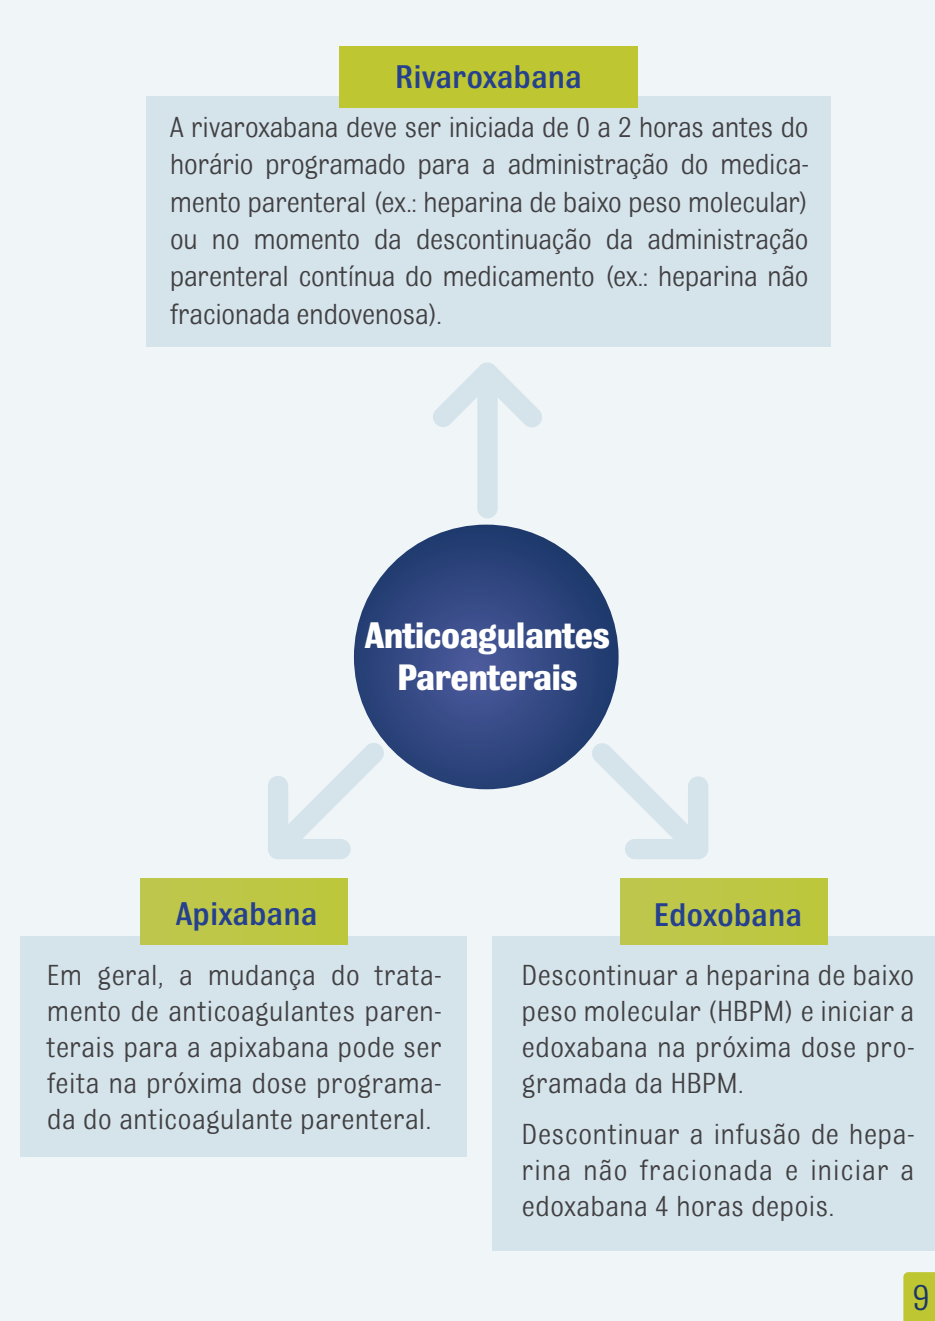 Rivaroxabana
A rivaroxabana deve ser iniciada de 0 a 2 horas antes do
horário programado para a administração do medica-
mento parenteral (ex.: heparina de baixo peso molecular)
ou no momento da descontinuação da administração
parenteral contínua do medicamento (ex.: heparina não
fracionada endovenosa).
Anticoagulantes
Parenterais
Apixabana
Em geral, a mudança do trata-
mento de anticoagulantes paren-
terais para a apixabana pode ser
feita na próxima dose programa-
da do anticoagulante parenteral.
Edoxobana
Descontinuar a heparina de baixo
peso molecular (HBPM) e iniciar a
edoxabana na próxima dose pro-
gramada da HBPM.
Descontinuar a infusão de hepa-
rina não fracionada e iniciar a
edoxabana 4 horas depois.
9